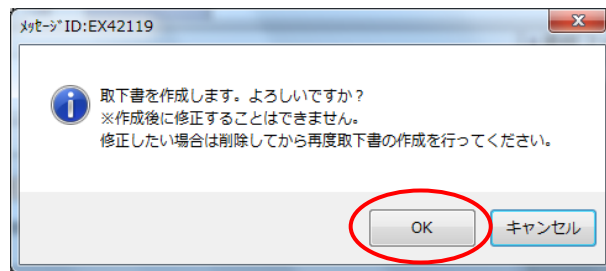 ﾒｯｾｰｼﾞID:EX42119
取下書を作成します。よろしいですか？
※作成後に修正することはできません。
修正したい場合は削除してから再度取下書の作成を行ってください。
OK
キャンセル